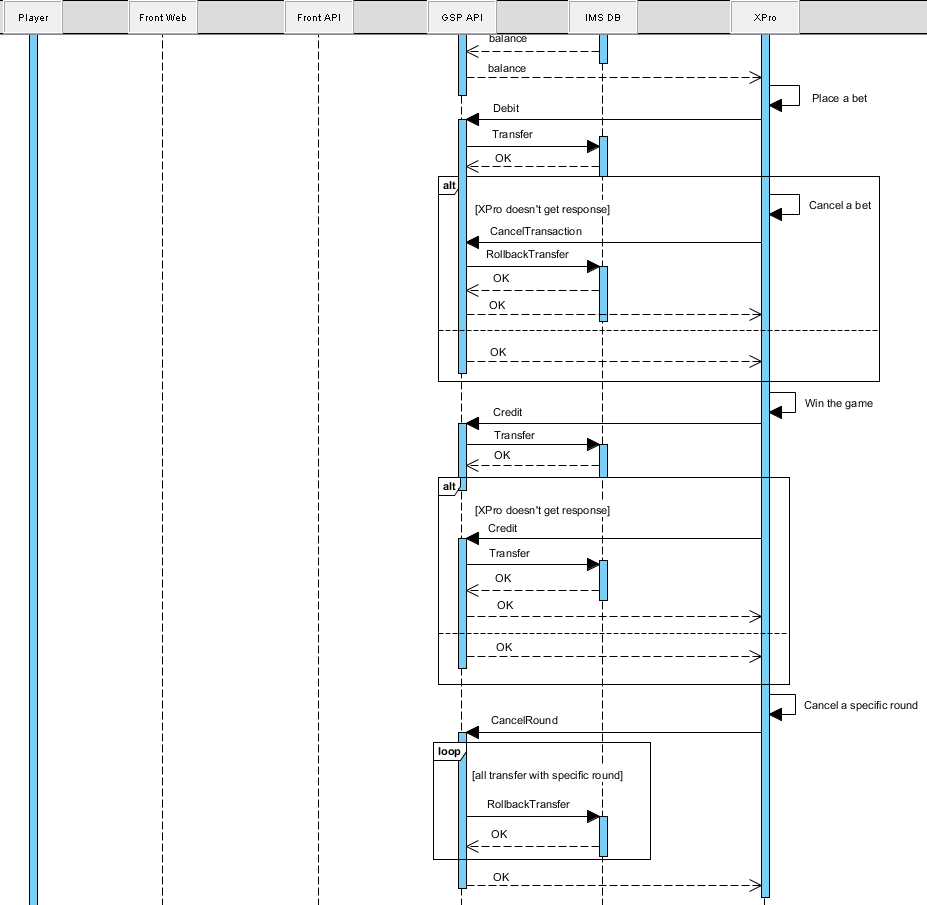 Player
Front Web
Front API
GSP API
IMS DB
XPro
balance
balance
Place a bet
Debit
Transfer
OK
alt
Cancel a bet
[XPro doesn't get response]
CancelTransaction
RollbackTransfer
OK
OK
OK
Win the game
Credit
Transfer
OK
alt
[XPro doesn't get response]
Credit
Transfer
OK
OK
OK
Cancel a specific round
CancelRound
loop
[all transfer with specific round]
RollbackTransfer
OK
OK